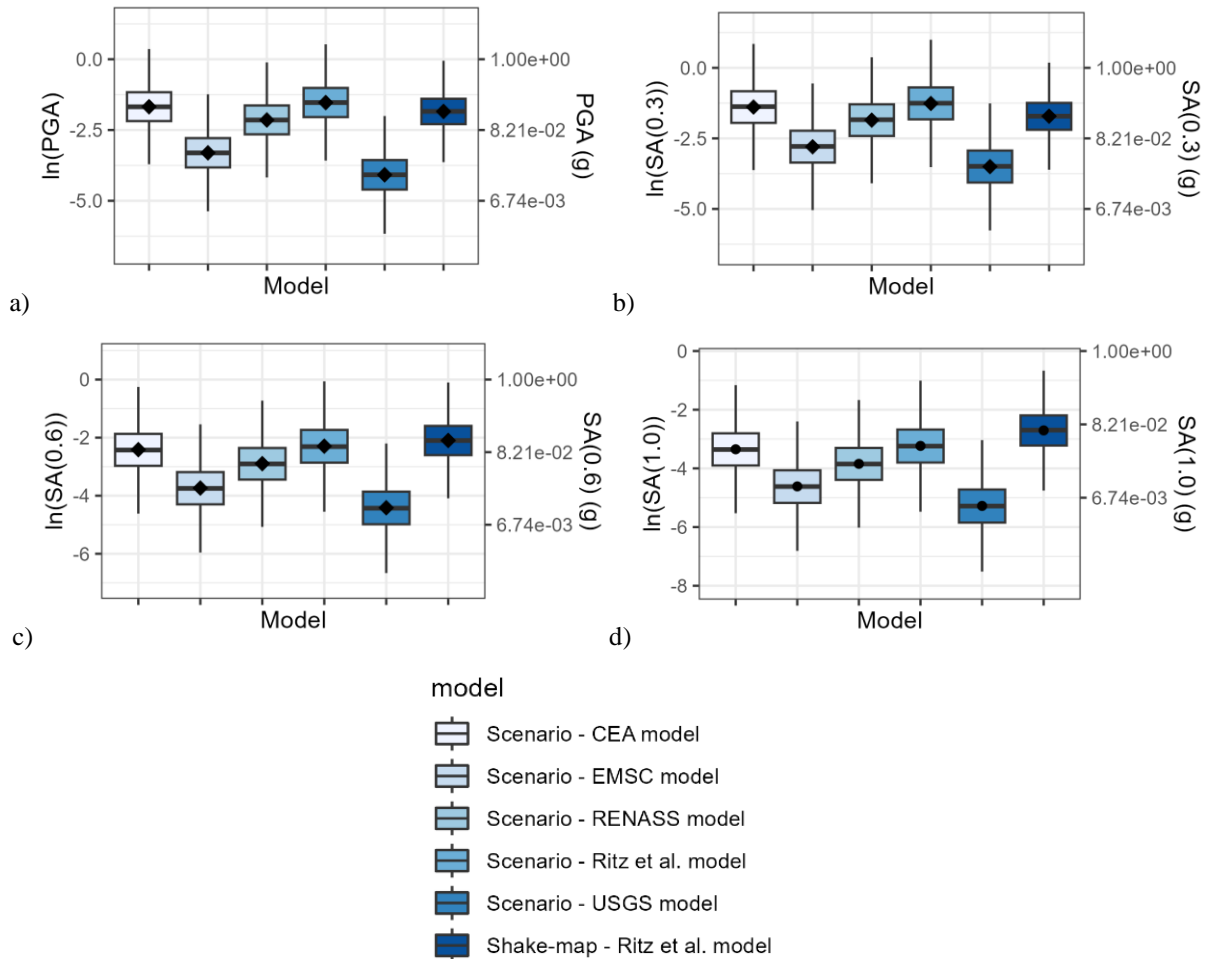 ln(PGA)
0.0
-2.5
-5.0
1.00e+00
8.21e-02
6.74e-03
PGA (g)
Model
a)
ln(SA(0.3))
0.0
-2.5
-5.0
1.00e+00
8.21e-02
6.74e-03
SA(0.3) (g)
Model
b)
ln(SA(0.6))
0
-2
-4
-6
1.00e+00
8.21e-02
6.74e-03
SA(0.6) (g)
Model
c)
ln(SA(1.0))
0
-2
-4
-6
-8
1.00e+00
8.21e-02
6.74e-03
SA(1.0) (g)
Model
d)
model
Scenario - CEA model
Scenario - EMSC model
Scenario - RENASS model
Scenario - Ritz et al. model
Scenario - USGS model
Shake-map - Ritz et al. model